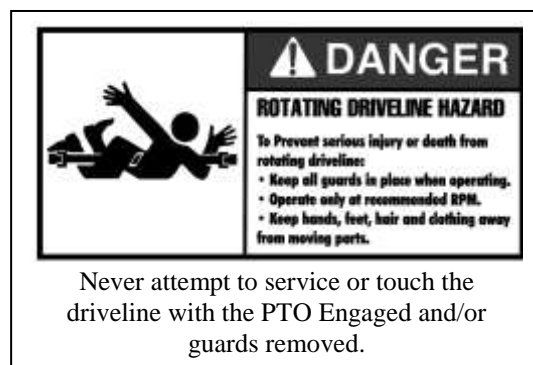 DANGER
ROTATING DRIVELINE HAZARD
To Prevent serious injury or death from
rotating driveline:
• Keep all guards in place when operating.
• Operate only at recommended RPM.
• Keep hands, feet, hair and clothing away
from moving parts.
Never attempt to service or touch the
driveline with the PTO Engaged and/or
guards removed.